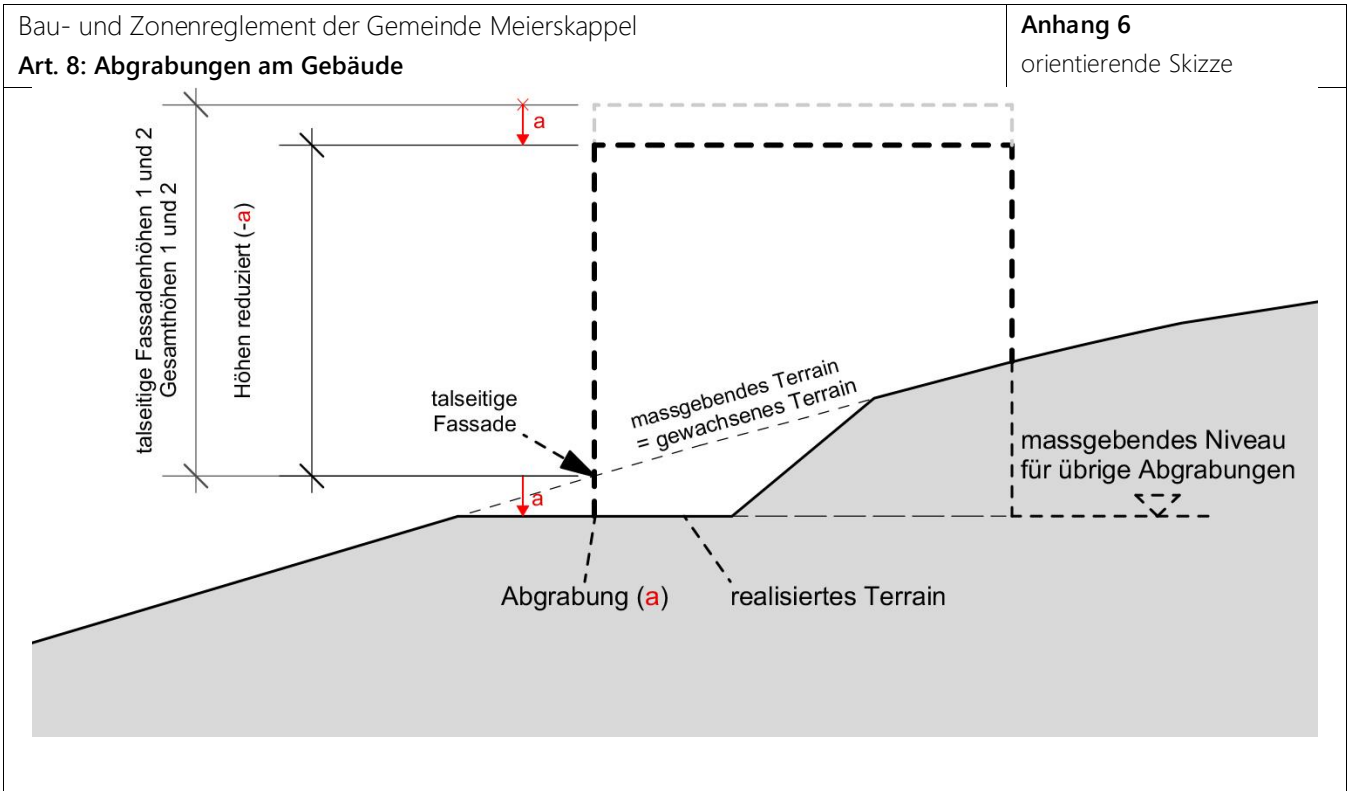 Bau- und Zonenreglement der Gemeinde Meierskappel
Art. 8: Abgrabungen am Gebäude
Anhang 6
orientierende Skizze
talseitige Fassadenhöhen 1 und 2
Gesamthöhen 1 und 2
Höhen reduziert (-a)
a
talseitige
Fassade
massgebendes Terrain
= gewachsenes Terrain
a
massgebendes Niveau
für übrige Abgrabungen
Abgrabung (a)
realisiertes Terrain